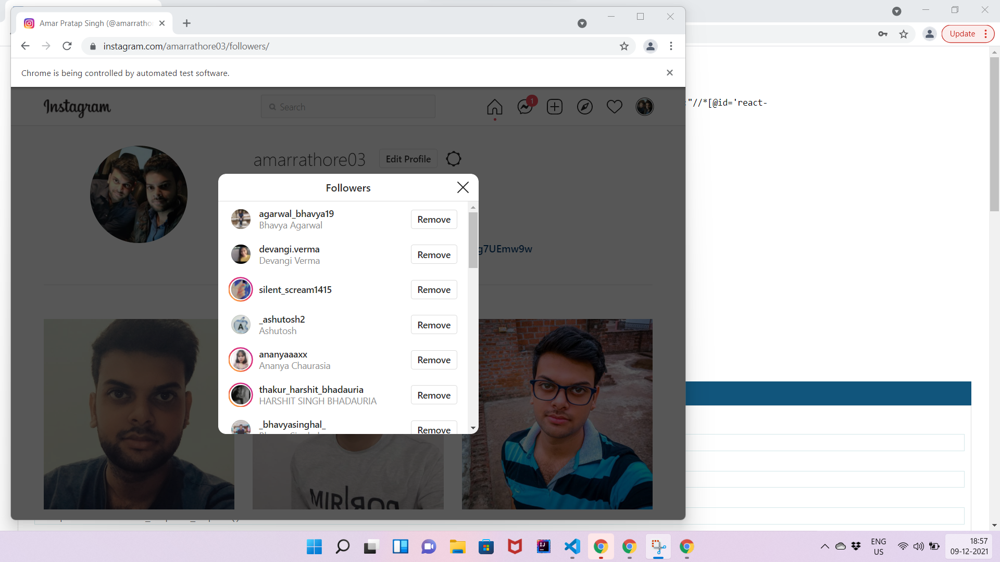 Amar Pratap Singh (@amarratho
instagram.com/amarrathore03/followers/
Update
Chrome is being controlled by automated test software.
"//*[@id='react-
Instagram
Search
1
amarrathore03
Edit Profile
Followers
agarwal_bhavya19
Bhavya Agarwal
Remove
g7UEmw9w
devangi.verma
Devangi Verma
Remove
silent_scream1415
Remove
_ashutosh2
Ashutosh
Remove
ananyaaaxx
Ananya Chaurasia
Remove
thakur_harshit_bhadauria
HARSHIT SINGH BHADAURIA
Remove
_bhavyasinghal_
Remove
A
IJ
ENG
US
18:57
09-12-2021